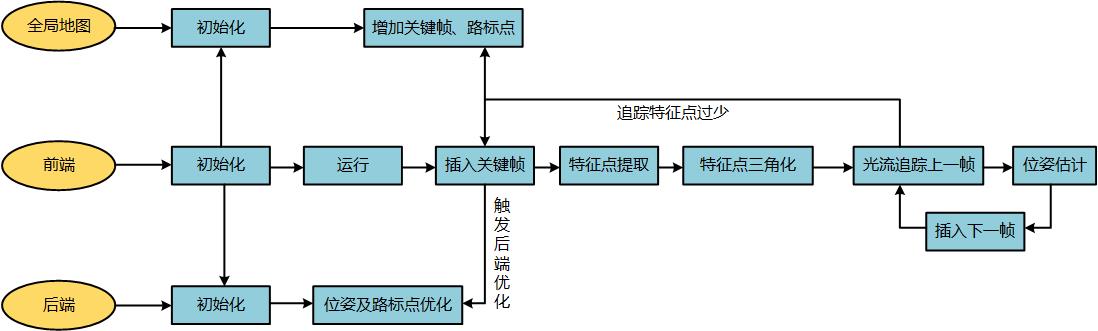 全局地图
初始化
增加关键帧、路标点
追踪特征点过少
前端
初始化
运行
插入关键帧
特征点提取
特征点三角化
光流追踪上一帧
位姿估计
插入下一帧
触发后端优化
后端
初始化
位姿及路标点优化